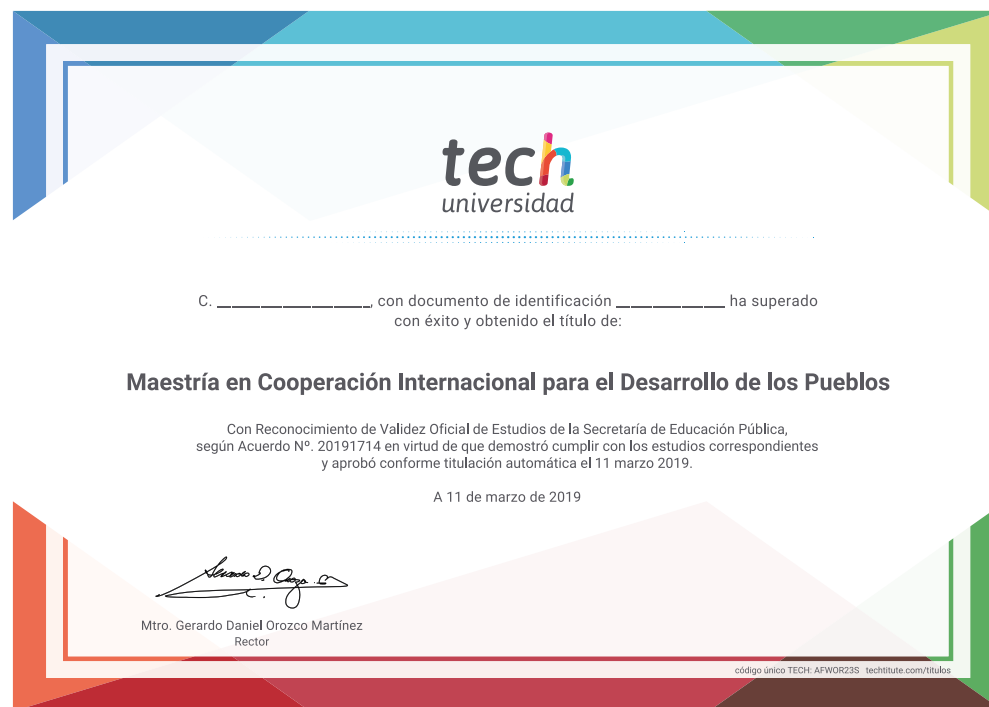 tech
universidad
C. __________________, con documento de identificación _____________ ha superado
con éxito y obtenido el título de:
Maestría en Cooperación Internacional para el Desarrollo de los Pueblos
Con Reconocimiento de Validez Oficial de Estudios de la Secretaría de Educación Pública,
según Acuerdo Nº. 20191714 en virtud de que demostró cumplir con los estudios correspondientes
y aprobó conforme titulación automática el 11 marzo 2019.
A 11 de marzo de 2019
Mtro. Gerardo Daniel Orozco Martínez
Rector
código único TECH: AFWOR23S techtitute.com/titulos